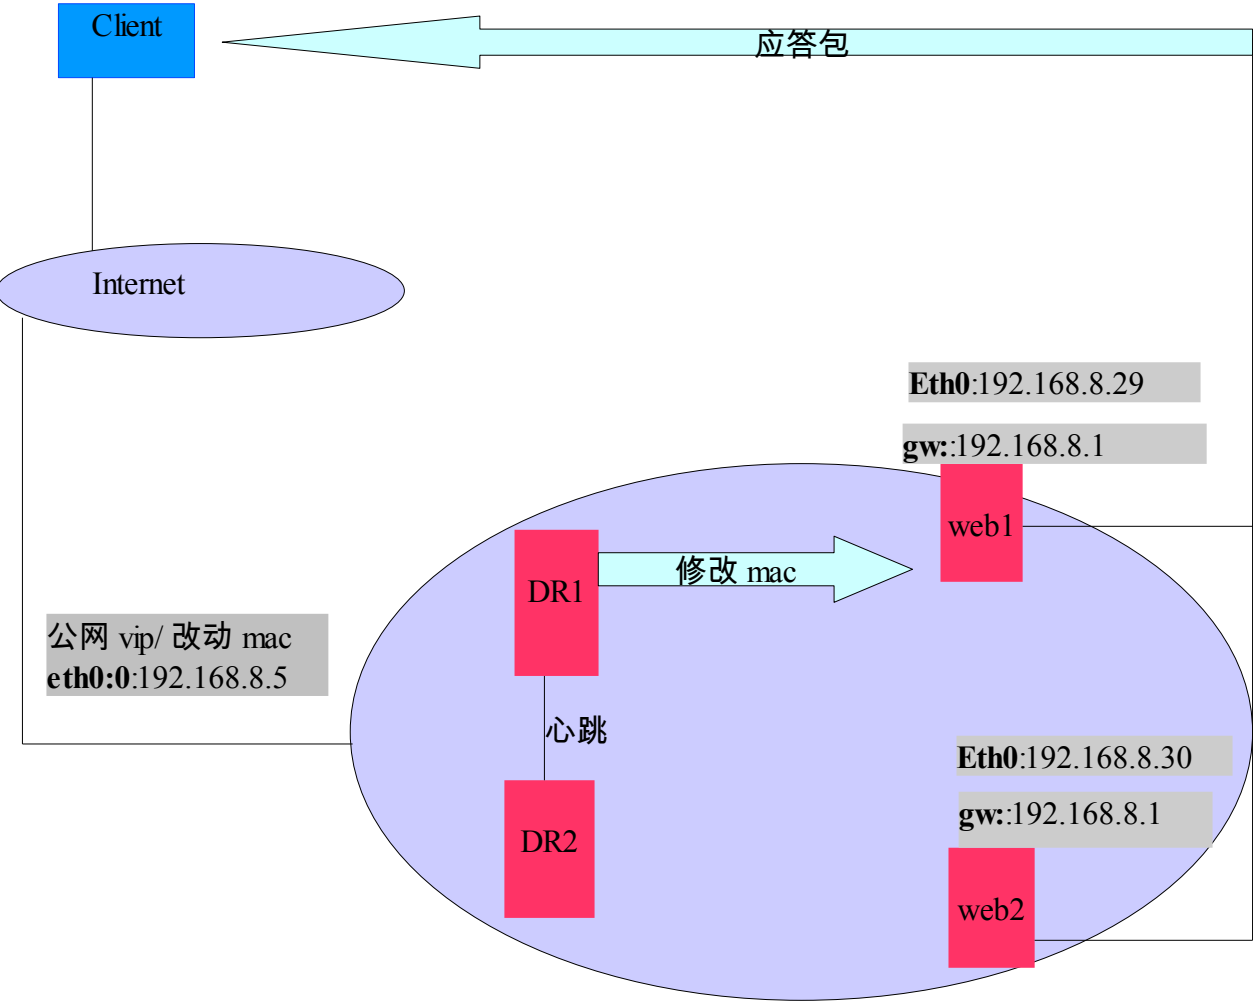 Client
应答包
Internet
Eth0:192.168.8.29
gw::192.168.8.1
web1
DR1
修改 mac
公网 vip/ 改动 mac
eth0:0:192.168.8.5
心跳
Eth0:192.168.8.30
gw::192.168.8.1
DR2
web2